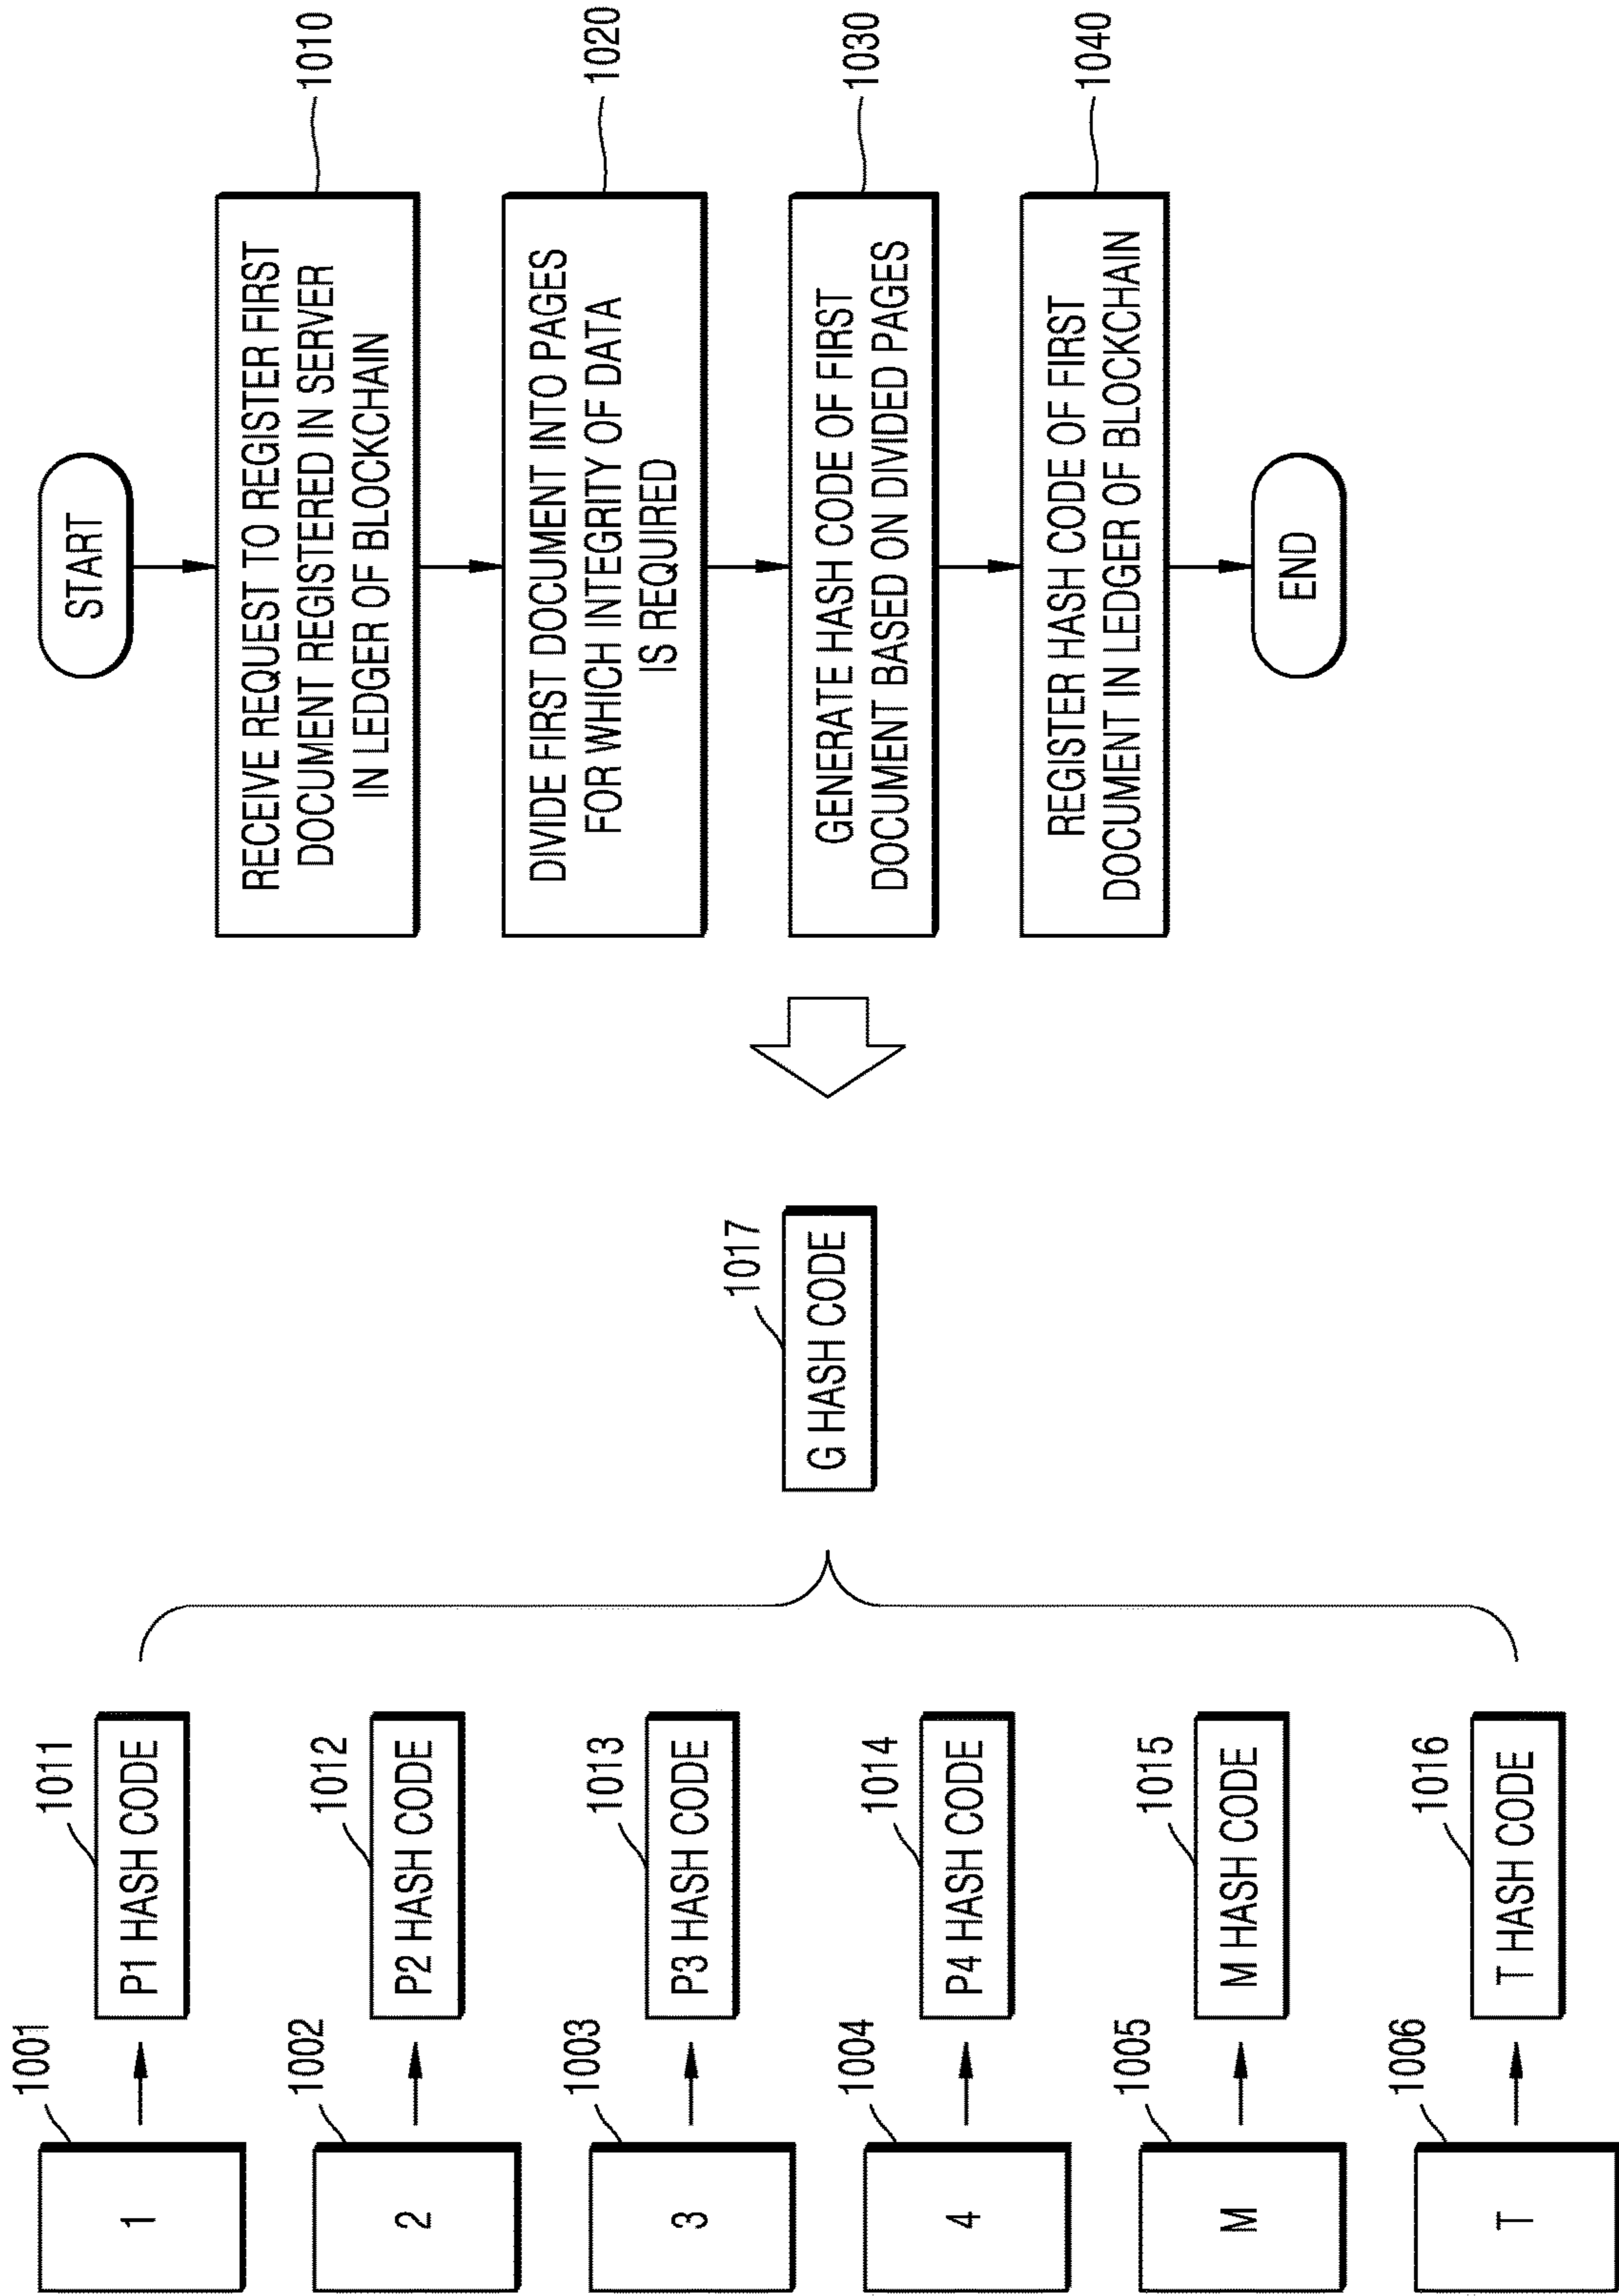 1
1001
P1 HASH CODE
1011
2
1002
P2 HASH CODE
1012
3
1003
P3 HASH CODE
1013
4
1004
P4 HASH CODE
1014
M
1005
M HASH CODE
1015
T
1006
T HASH CODE
1016
G HASH CODE
1017
START
RECEIVE REQUEST TO REGISTER FIRST
DOCUMENT REGISTERED IN SERVER
IN LEDGER OF BLOCKCHAIN
1010
DIVIDE FIRST DOCUMENT INTO PAGES
FOR WHICH INTEGRITY OF DATA
IS REQUIRED
1020
GENERATE HASH CODE OF FIRST
DOCUMENT BASED ON DIVIDED PAGES
1030
REGISTER HASH CODE OF FIRST
DOCUMENT IN LEDGER OF BLOCKCHAIN
1040
END